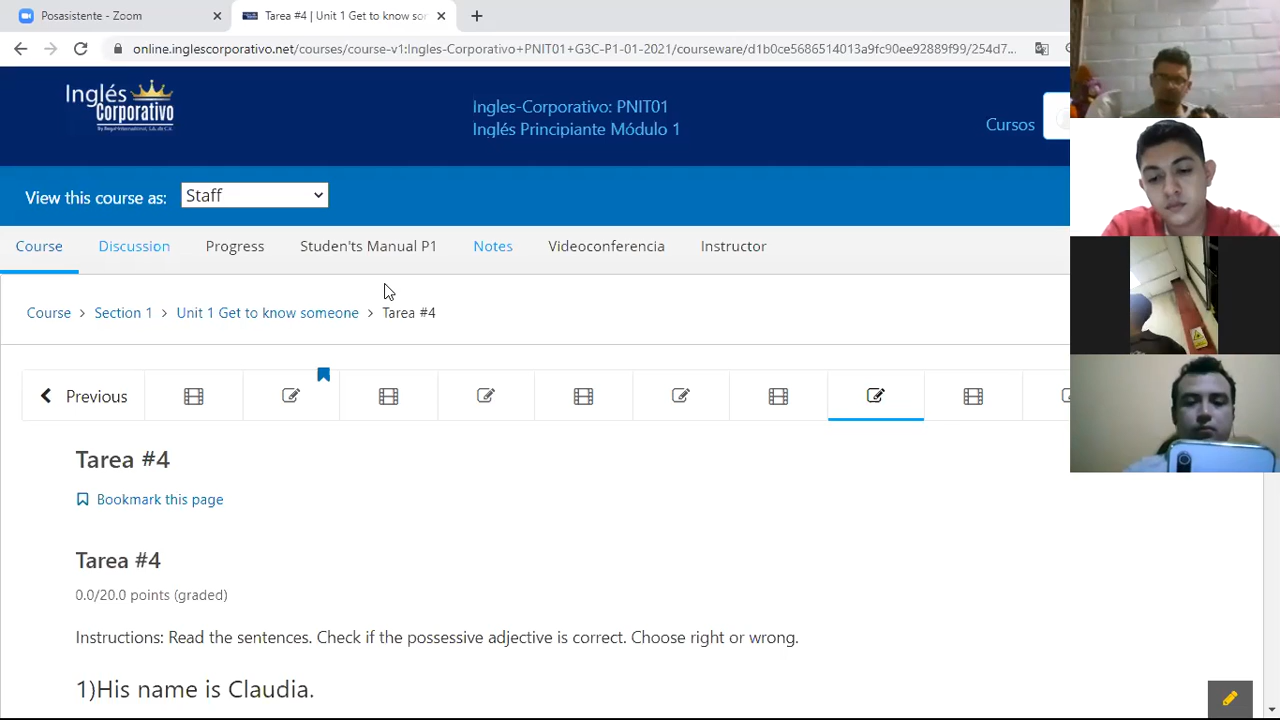 Posasistente - Zoom
Tarea #4 | Unit 1 Get to know sor
online.inglescorporativo.net/courses/course-v1:Ingles-Corporativo+PNIT01+G3C-P1-01-2021/courseware/d1b0ce5686514013a9fc90ee92889f99/254d7...
Inglés
Corporativo
Ingles-Corporativo: PNIT01
Inglés Principiante Módulo 1
Cursos
View this course as: Staff
Course Discussion Progress Studen'ts Manual P1 Notes Videoconferencia Instructor
Course > Section 1 > Unit 1 Get to know someone > Tarea #4
Previous
Tarea #4
Bookmark this page
Tarea #4
0.0/20.0 points (graded)
Instructions: Read the sentences. Check if the possessive adjective is correct. Choose right or wrong.
1)His name is Claudia.